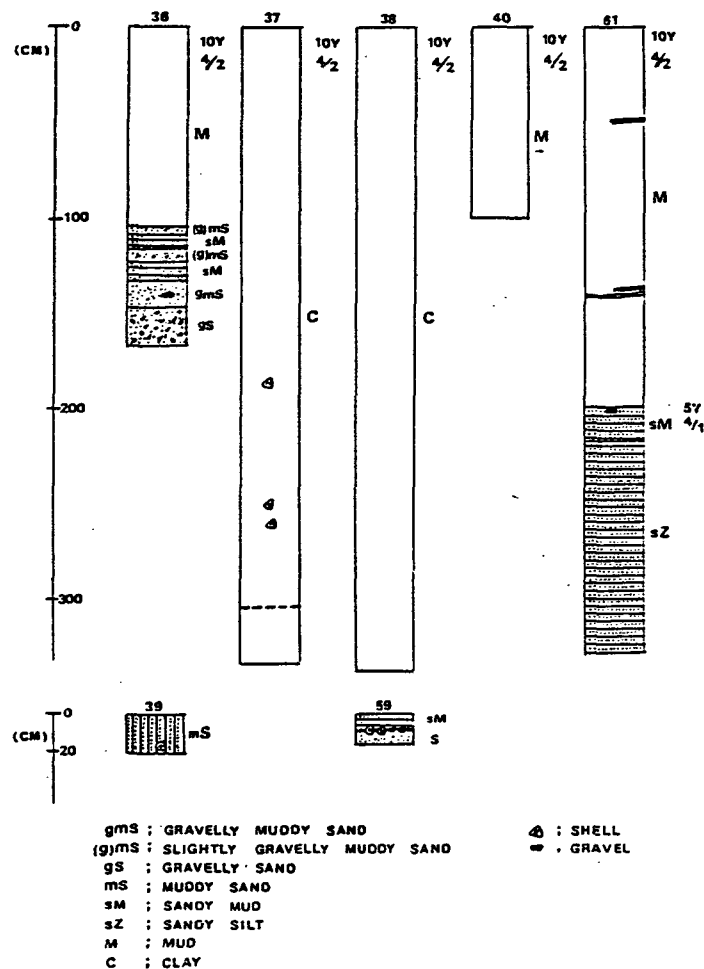 36 37 38 40 61
0
(CM)
10Y 4/2
10Y 4/2
10Y 4/2
10Y 4/2
10Y 4/2
M
M
M
100
(g)mS
sM
(g)mS
sM
gmS
gS
C
C
200
sM
5Y 4/1
sZ
300
39
59
0
(CM)
20
mS
sM
S
gmS ; GRAVELLY MUDDY SAND
(g)mS ; SLIGHTLY GRAVELLY MUDDY SAND
gS ; GRAVELLY SAND
mS ; MUDDY SAND
sM ; SANDY MUD
sZ ; SANDY SILT
M ; MUD
C ; CLAY
; SHELL
; GRAVEL